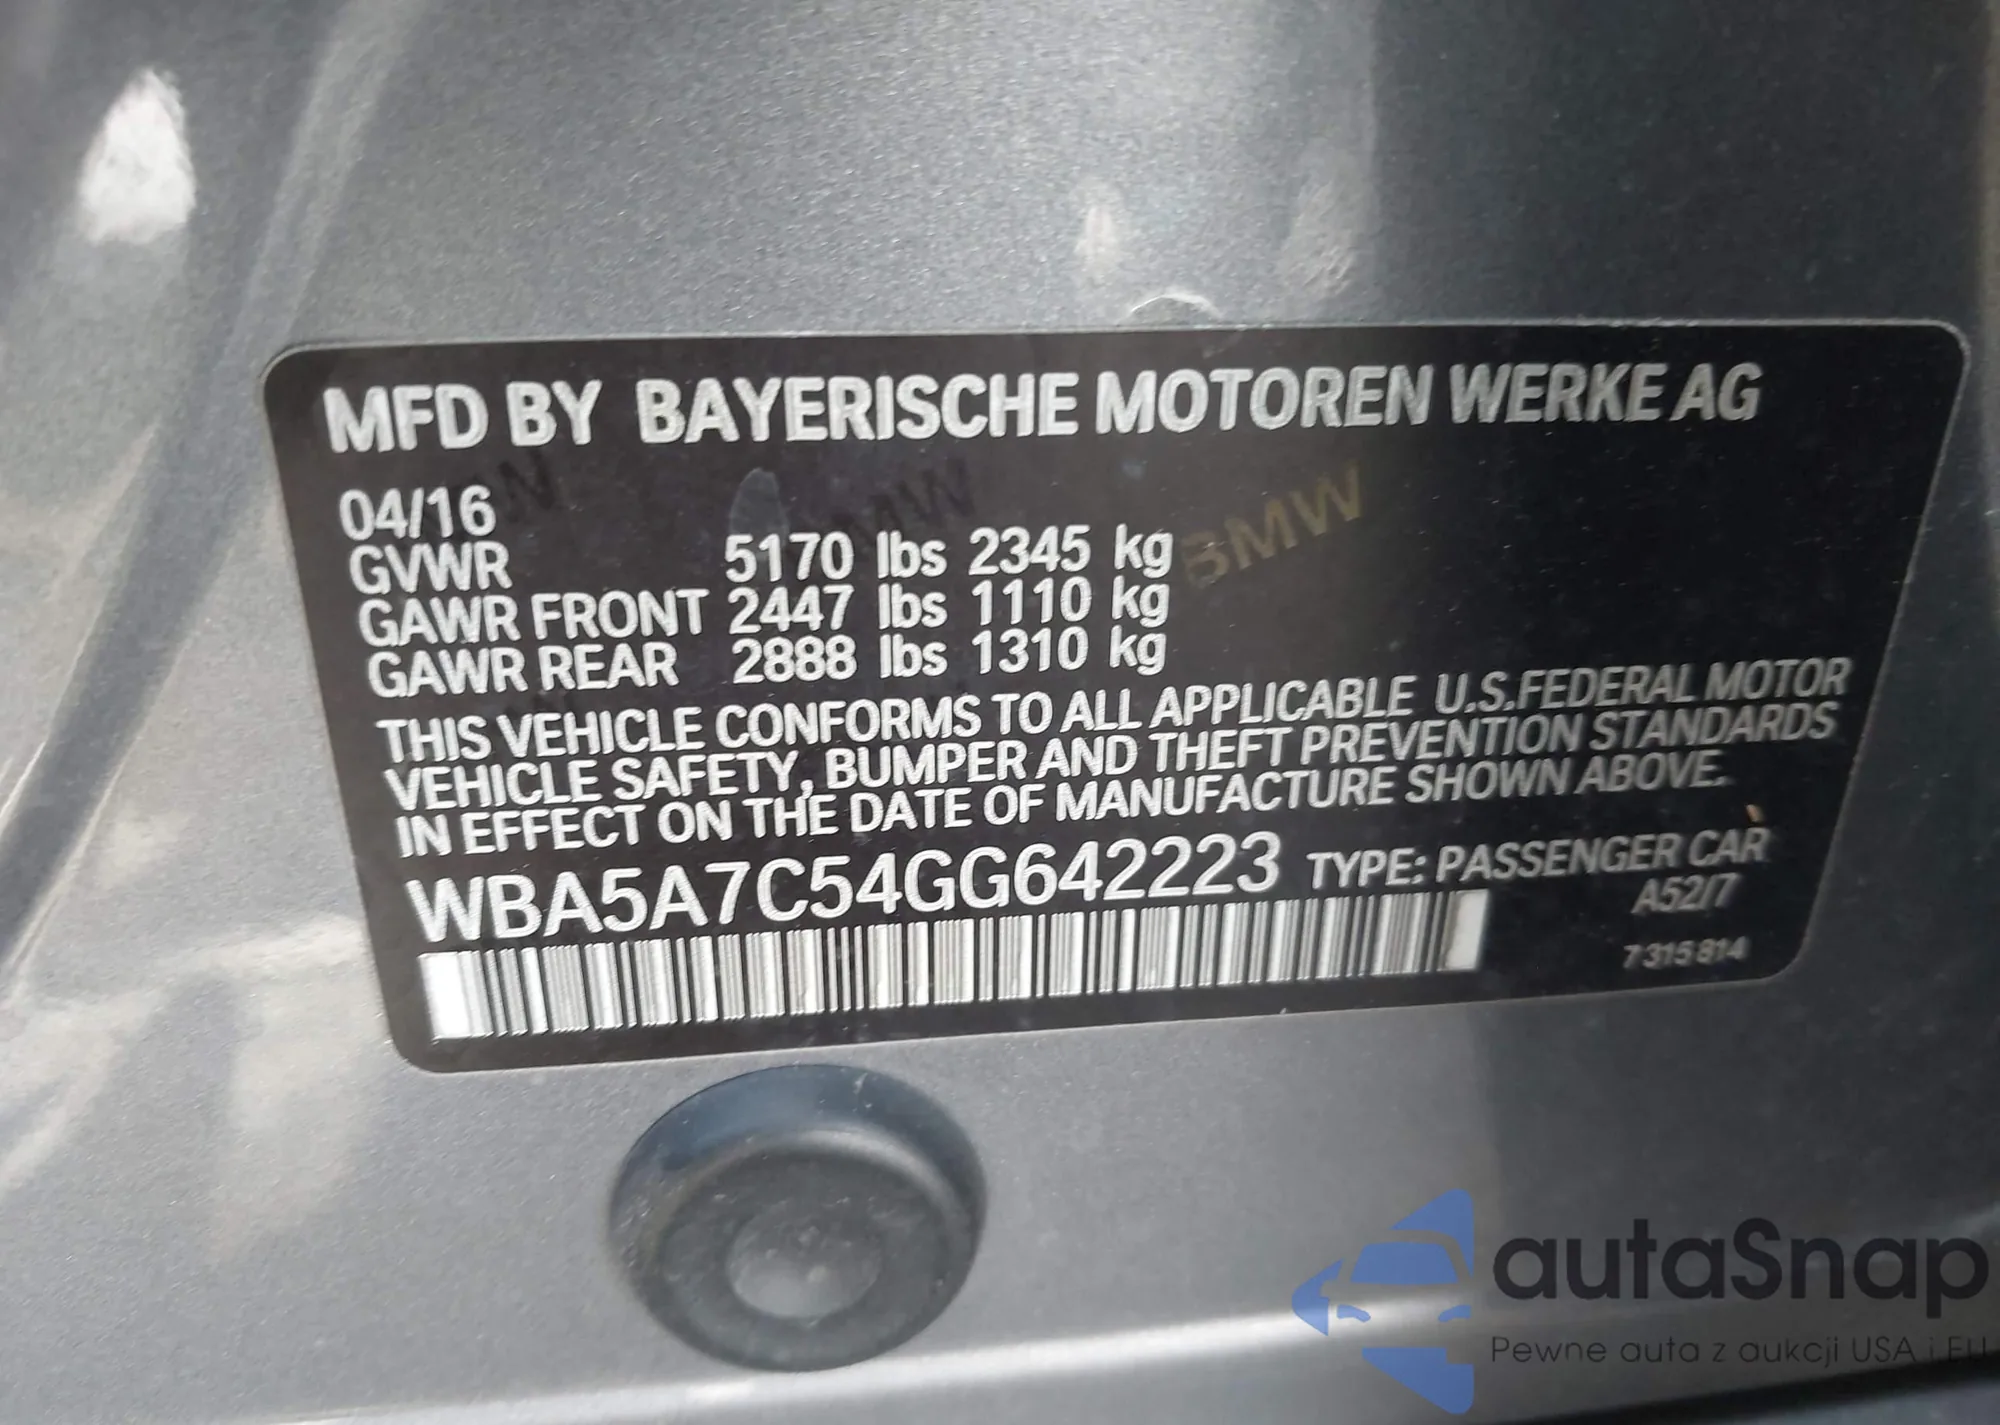 MFD BY BAYERISCHE MOTOREN WERKE AG
04/16
BMW
GVWR 5170 lbs 2345 kg
GAWR FRONT 2447 lbs 1110 kg
GAWR REAR 2888 lbs 1310 kg
THIS VEHICLE CONFORMS TO ALL APPLICABLE U.S.FEDERAL MOTOR
VEHICLE SAFETY, BUMPER AND THEFT PREVENTION STANDARDS
IN EFFECT ON THE DATE OF MANUFACTURE SHOWN ABOVE.
WBA5A7C54GG642223 TYPE: PASSENGER CAR
A52/7
7 315 814
autaSnap
Pewne auta z aukcji USA i EU